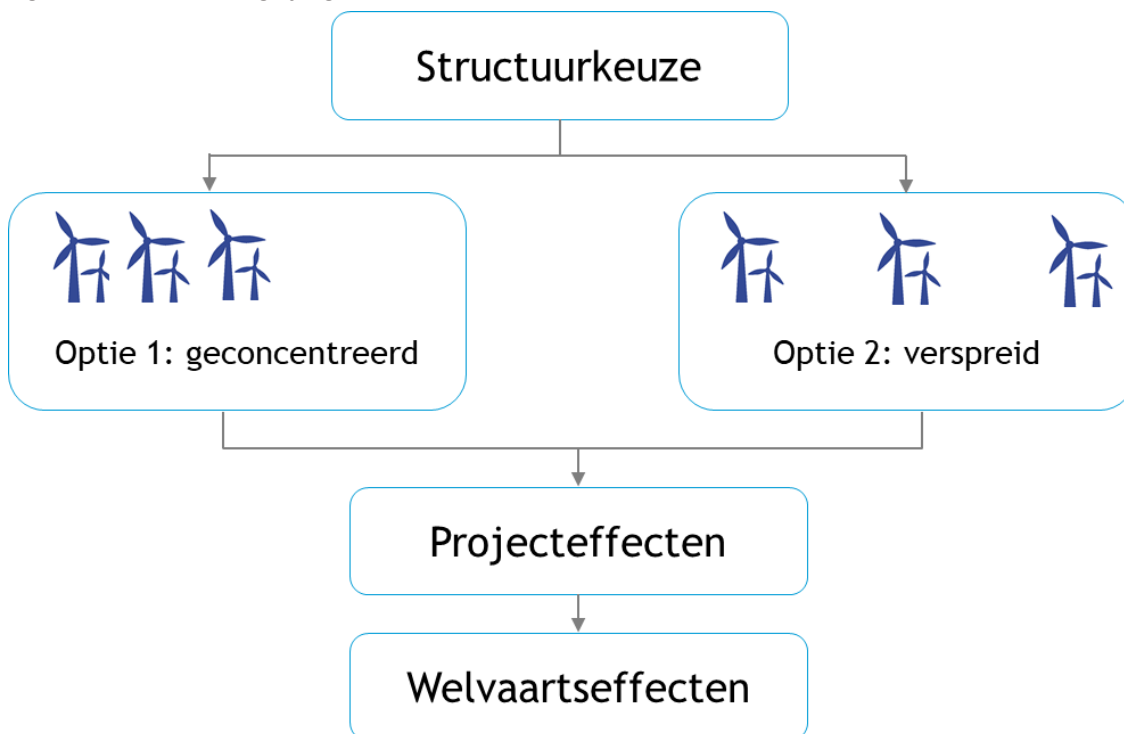 Structuurkeuze
Optie 1: geconcentreerd
Optie 2: verspreid
Projecteffecten
Welvaartseffecten